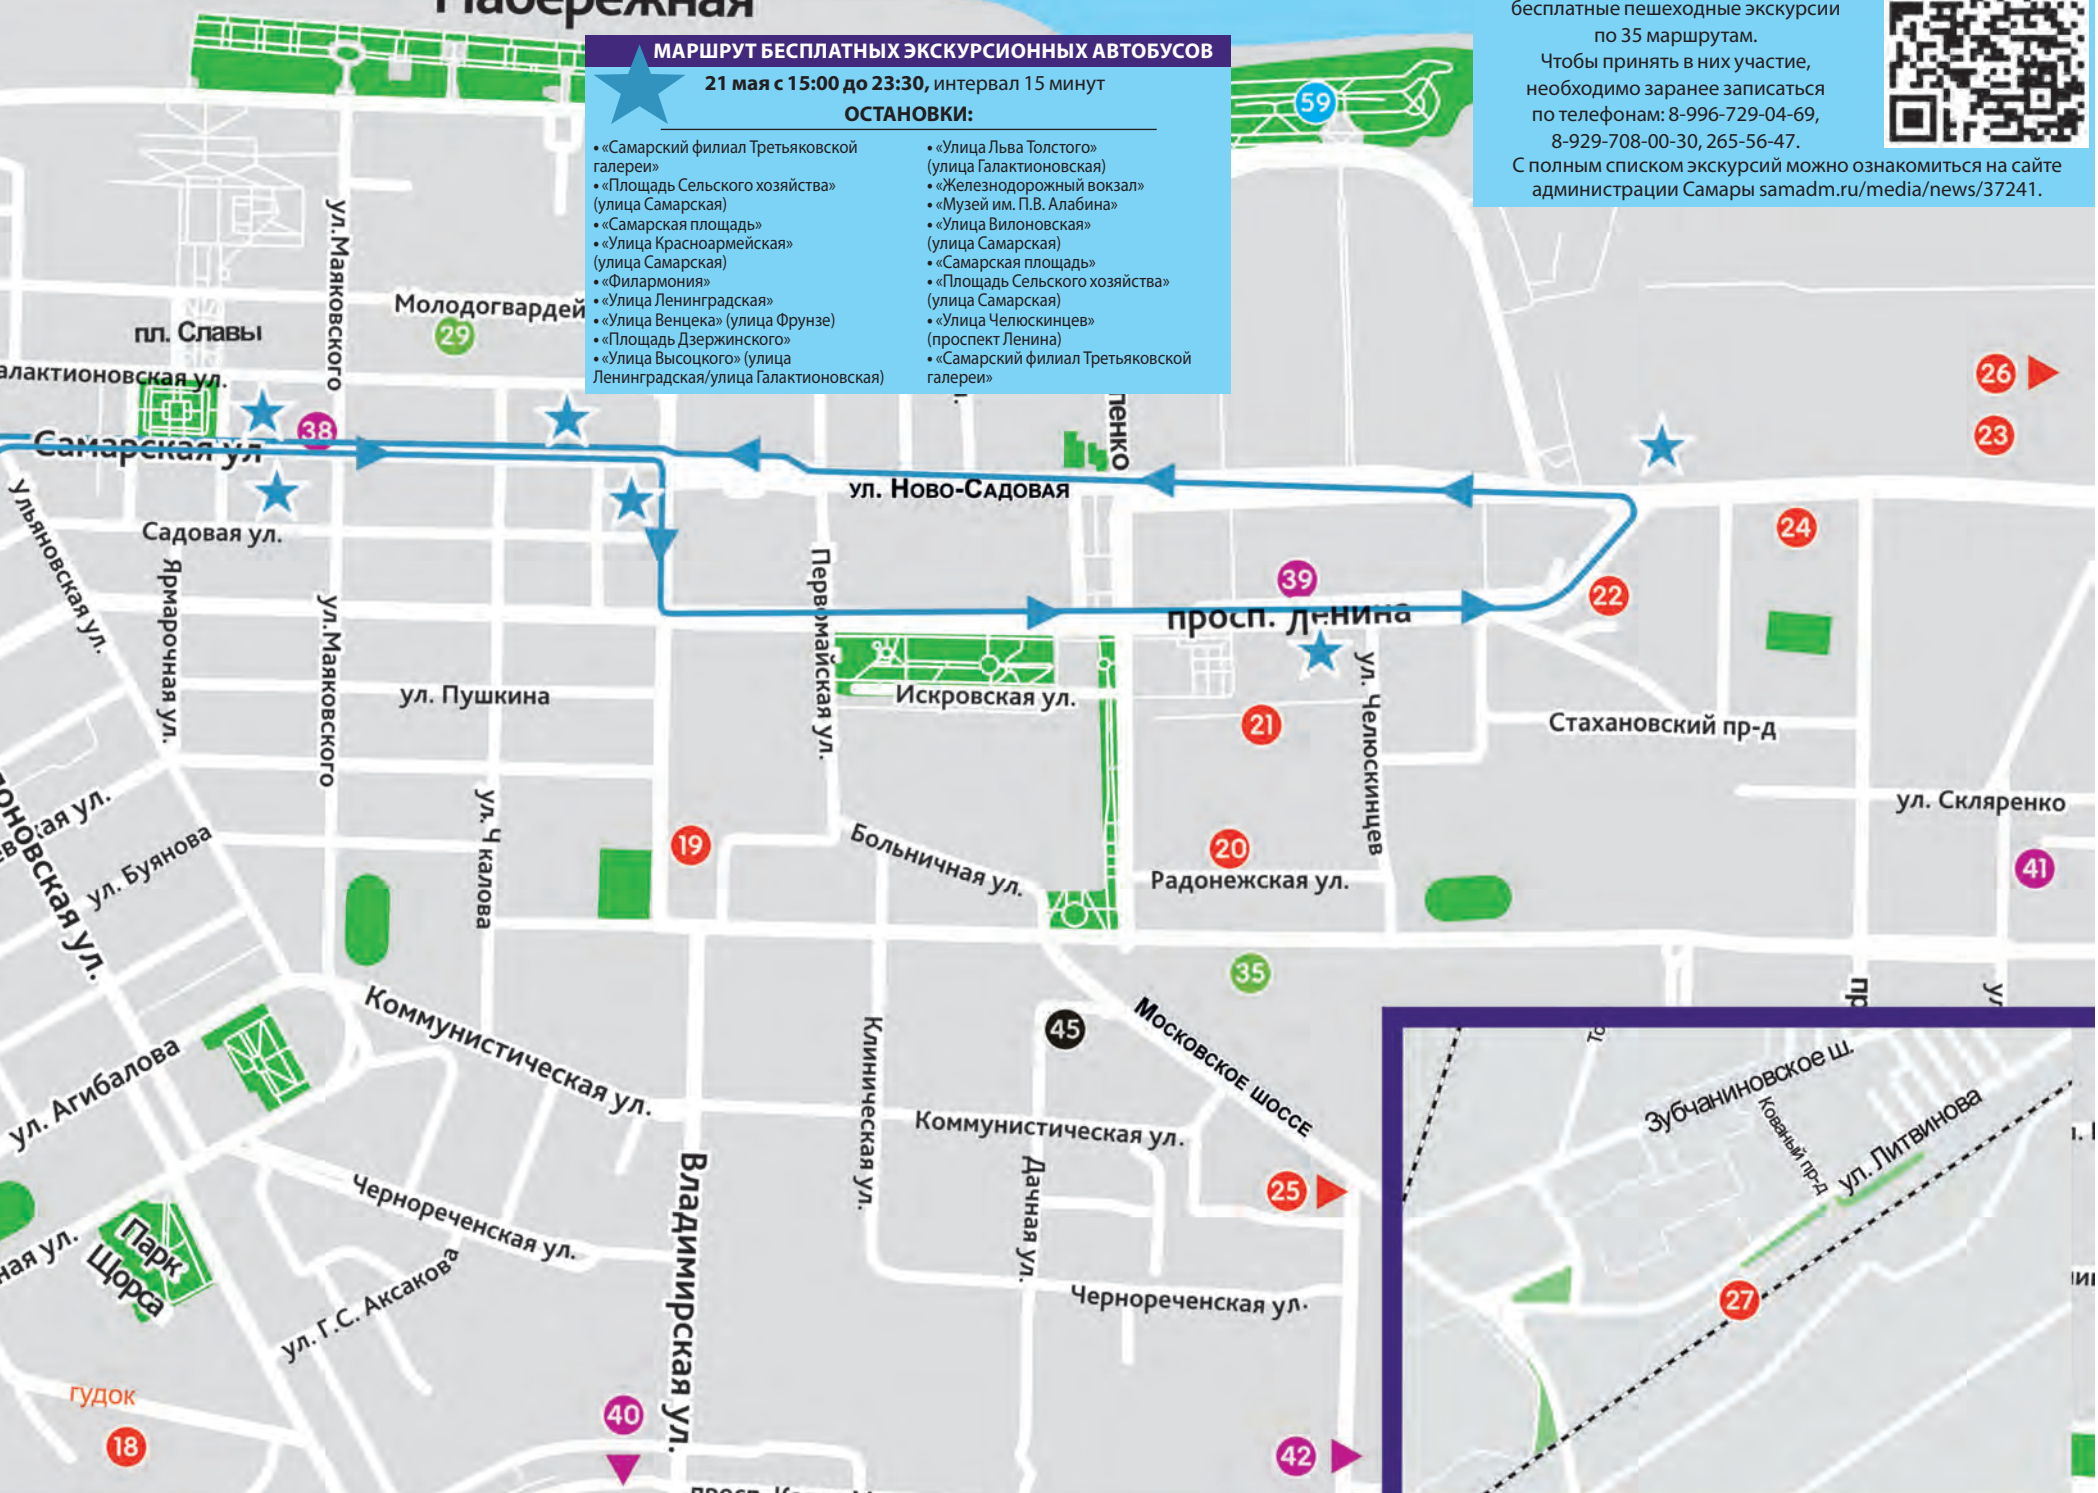 Набережная
МАРШРУТ БЕСПЛАТНЫХ ЭКСКУРСИОННЫХ АВТОБУСОВ
21 мая с 15:00 до 23:30, интервал 15 минут
ОСТАНОВКИ:
• «Самарский филиал Третьяковской
галереи»
• «Площадь Сельского хозяйства»
(улица Самарская)
• «Самарская площадь»
• «Улица Красноармейская»
(улица Самарская)
• «Филармония»
• «Улица Ленинградская»
• «Улица Венцека» (улица Фрунзе)
• «Площадь Дзержинского»
• «Улица Высоцкого» (улица
Ленинградская/улица Галактионовская)
• «Улица Льва Толстого»
(улица Галактионовская)
• «Железнодорожный вокзал»
• «Музей им. П.В. Алабина»
• «Улица Вилоновская»
(улица Самарская)
• «Самарская площадь»
• «Площадь Сельского хозяйства»
(улица Самарская)
• «Улица Челюскинцев»
(проспект Ленина)
• «Самарский филиал Третьяковской
галереи»
бесплатные пешеходные экскурсии
по 35 маршрутам.
Чтобы принять в них участие,
необходимо заранее записаться
по телефонам: 8-996-729-04-69,
8-929-708-00-30, 265-56-47.
С полным списком экскурсий можно ознакомиться на сайте
администрации Самары samadm.ru/media/news/37241.
59
ул.Маяковского
Молодогвардей
29
пл. Славы
алактионовская ул.
38
Самарская ул
ленко
26
23
ул. Ново-Садовая
Ульяновская ул.
Садовая ул.
24
Ярмарочная ул.
ул.Маяковского
Первомайская ул.
39
22
просп. Ленина
ул. Пушкина
Искровская ул.
ул. Челюскинцев
21
Стахановский пр-д
ул. Чкалова
ул. Скляренко
оновская ул.
кая ул.
ул. Буянова
19
Больничная ул.
20
Радонежская ул.
41
35
пр
ул
Коммунистическая ул.
45
Московское шоссе
Клиническая ул.
ул. Агибалова
Коммунистическая ул.
Дачная ул.
Владимирская ул.
25
Чернореченская ул.
ная ул.
Парк
Щорса
ул. Г.С. Аксакова
Чернореченская ул.
То
Зубчаниновское ш.
Кованый пр-д
ул. Литвинова
27
гудок
18
40
42